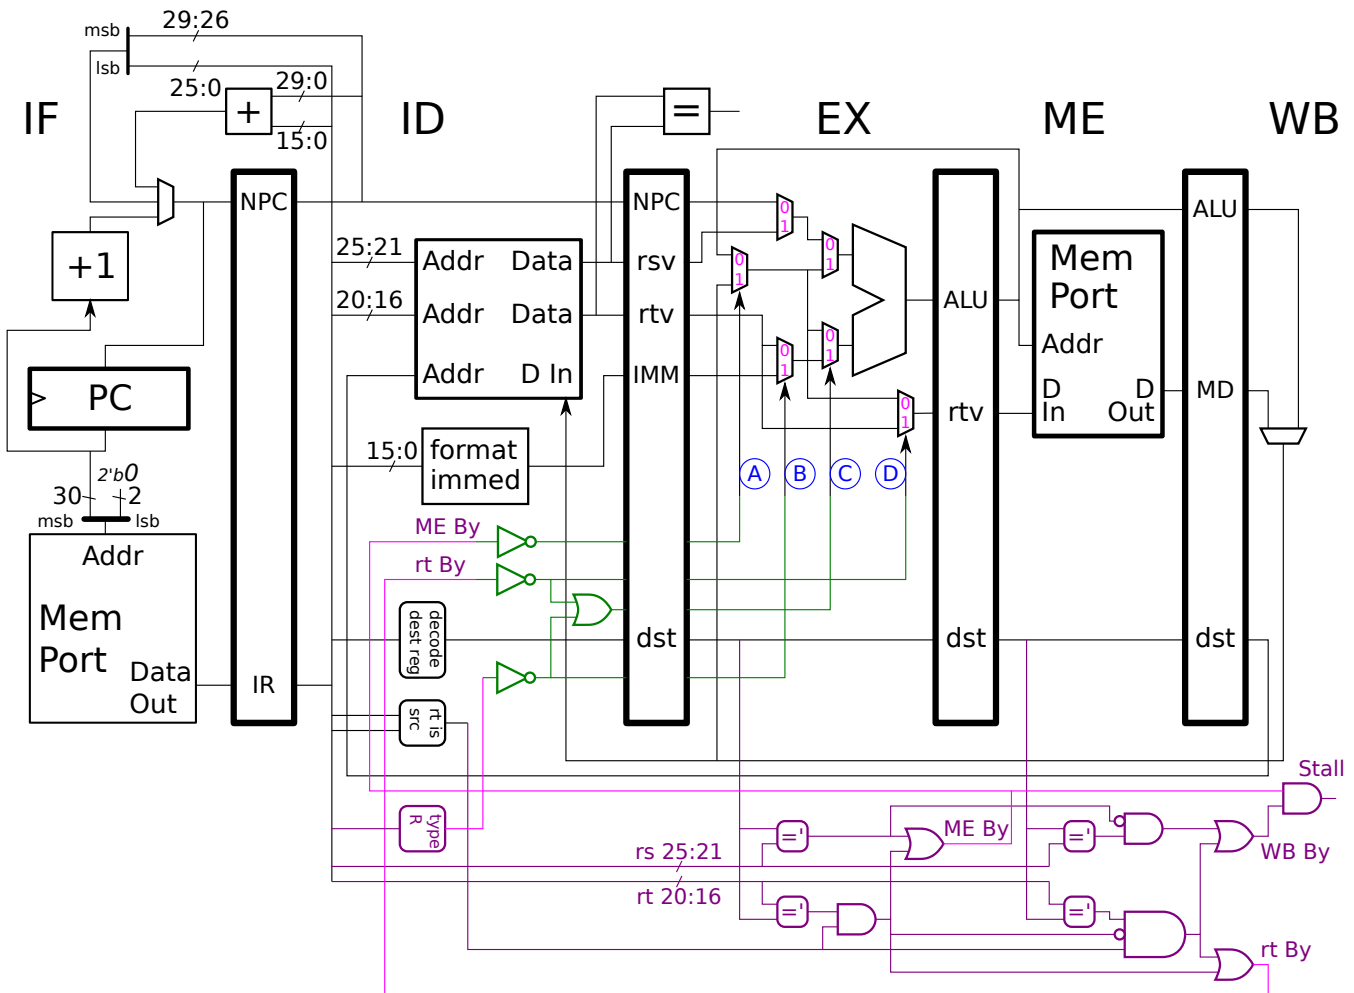 29:26
msb
lsb
25:0
29:0
+
=
15:0
IF
ID
EX
ME
WB
NPC
NPC
ALU
0
1
25:21
Addr
Data
rsv
0
1
0
1
Mem
Port
+1
20:16
Addr
Data
rtv
ALU
Addr
0
1
0
1
Addr
D In
IMM
PC
D
In
D
Out
MD
0
1
rtv
15:0
format
immed
A
B
C
D
2'b0
30
2
msb
lsb
ME By
Addr
rt By
Mem
Port
Data
Out
decode
dest reg
dst
dst
dst
IR
rt is
src
Stall
type
R
='
ME By
='
WB By
rs 25:21
rt 20:16
='
='
rt By